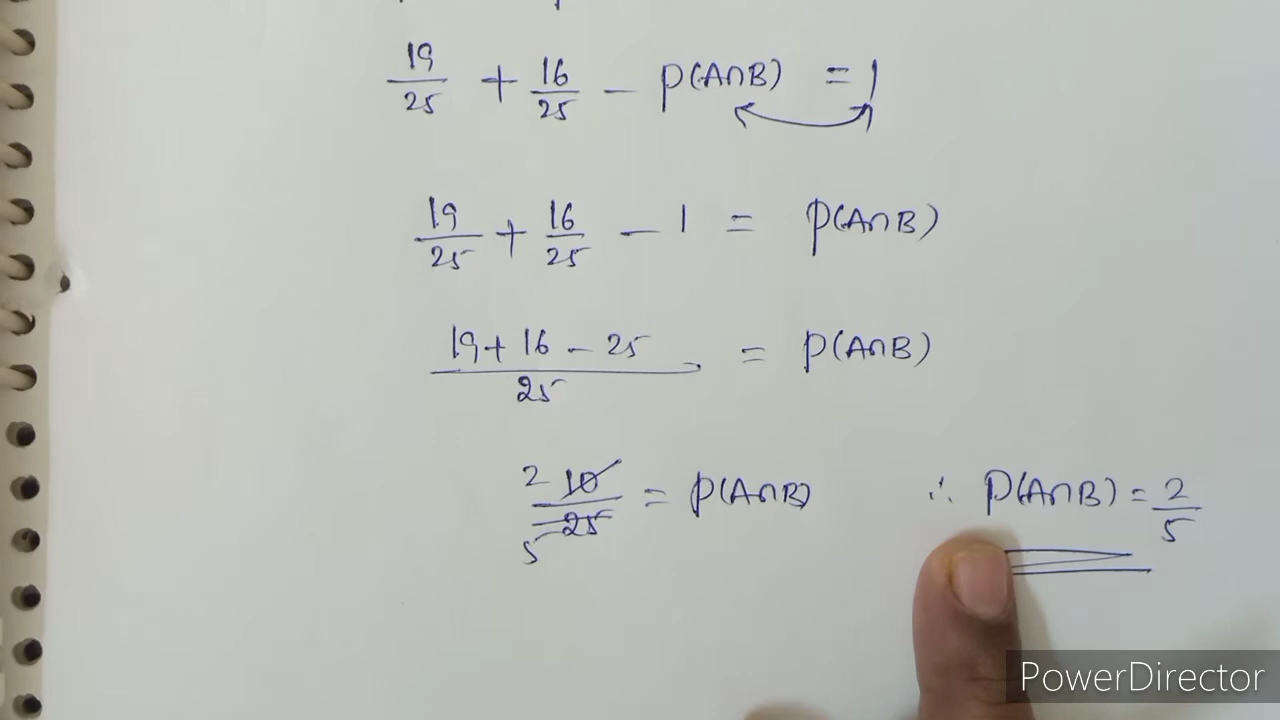 19/25 + 16/25 - P(A∩B) = 1
19/25 + 16/25 - 1 = P(A∩B)
19 + 16 - 25 / 25 = P(A∩B)
2 10 / 5 25 = P(A∩B) ∴ P(A∩B) = 2/5
PowerDirector